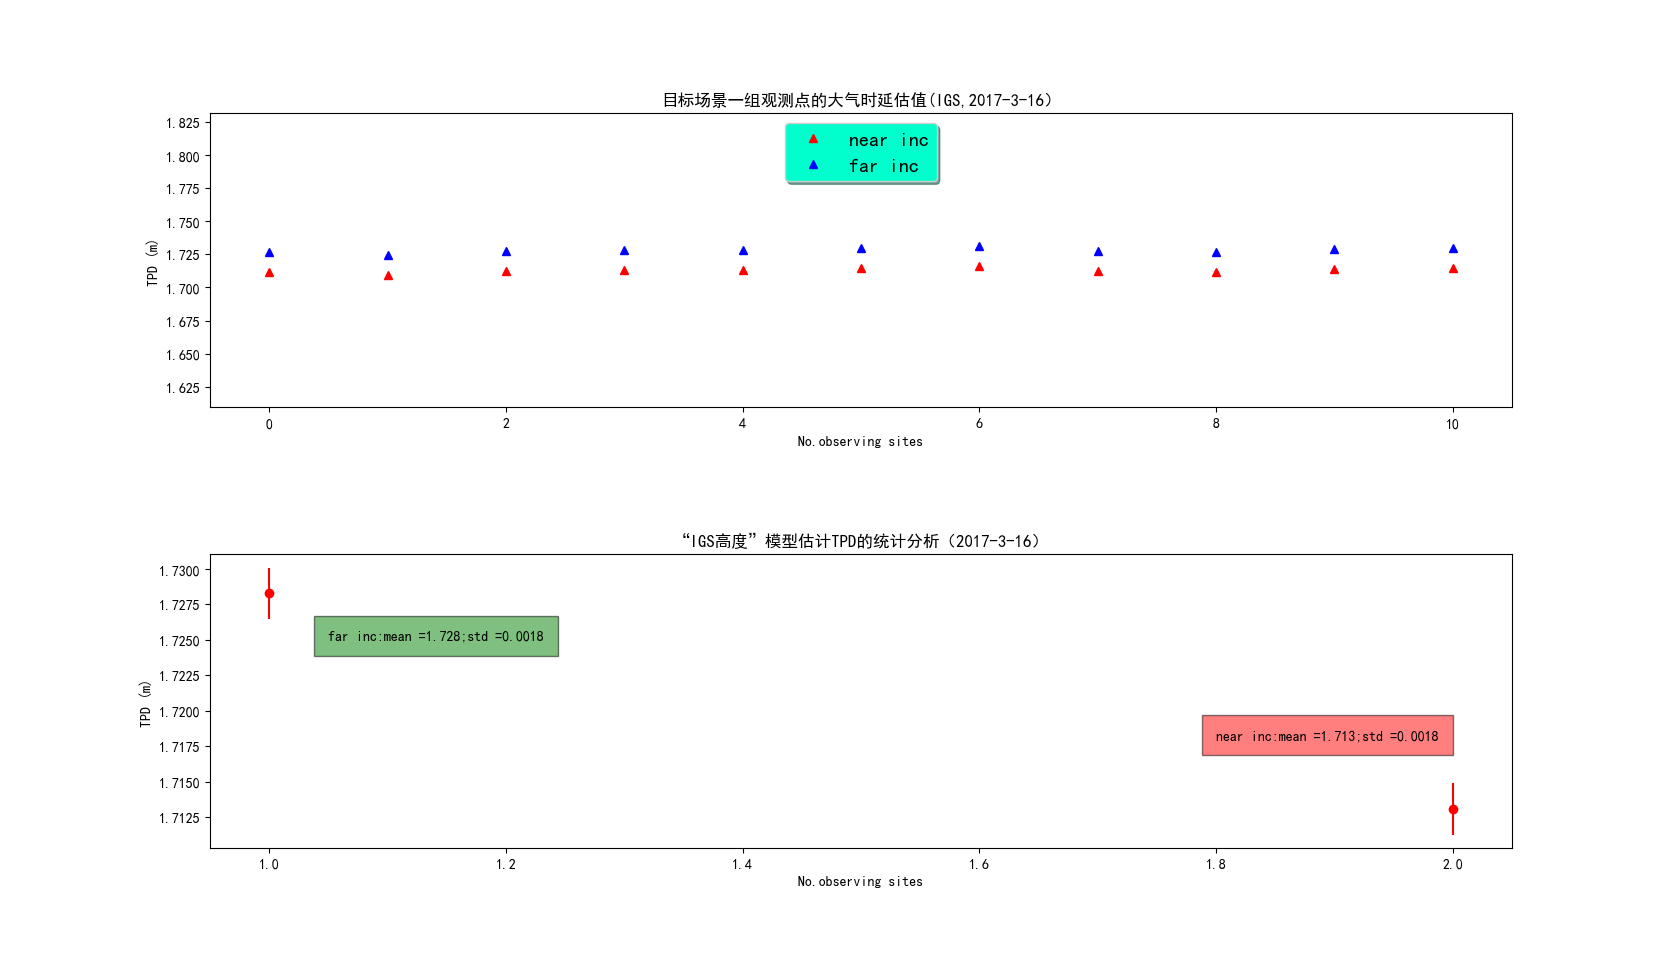 目标场景一组观测点的大气时延估值(IGS,2017-3-16)
1.825
1.800
1.775
1.750
1.725
1.700
1.675
1.650
1.625
TPD (m)
near inc
far inc
0 2 4 6 8 10
No.observing sites
“IGS高度”模型估计TPD的统计分析（2017-3-16）
1.7300
1.7275
1.7250
1.7225
1.7200
1.7175
1.7150
1.7125
TPD (m)
far inc:mean =1.728;std =0.0018
near inc:mean =1.713;std =0.0018
1.0 1.2 1.4 1.6 1.8 2.0
No.observing sites